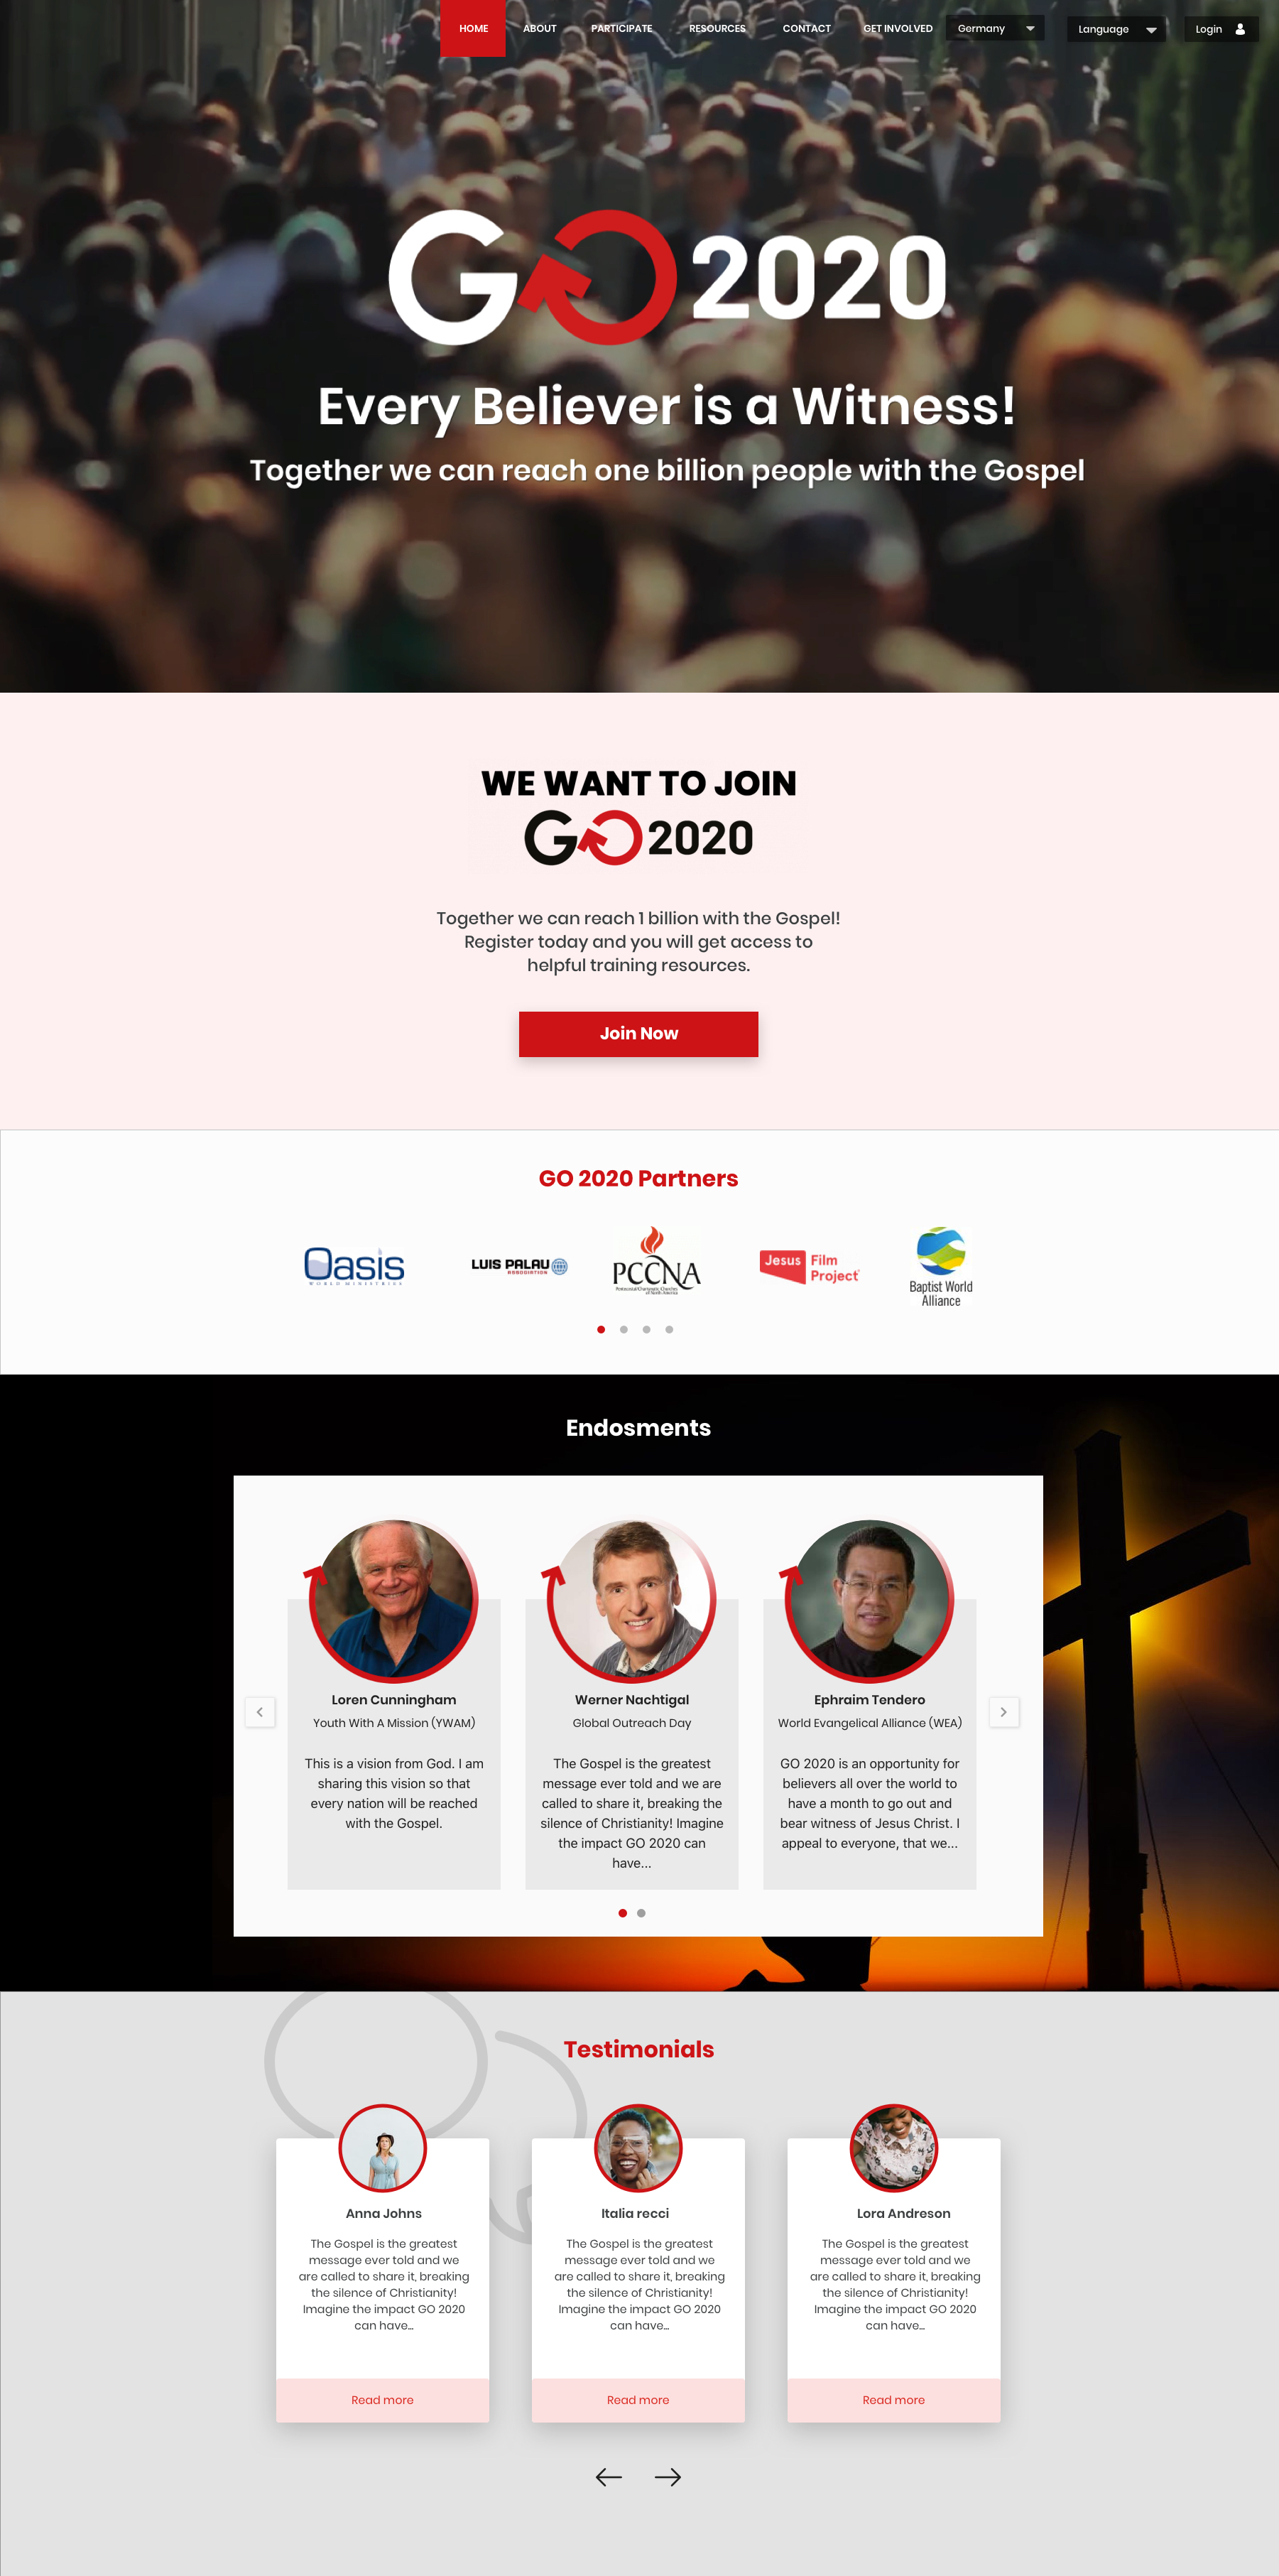 HOME ABOUT PARTICIPATE RESOURCES CONTACT GET INVOLVED Germany Language Login
GO 2020
Every Believer is a Witness!
Together we can reach one billion people with the Gospel
WE WANT TO JOIN
GO 2020
Together we can reach 1 billion with the Gospel!
Register today and you will get access to
helpful training resources.
Join Now
GO 2020 Partners
Oasis
WORLD MINISTRIES
LUIS PALAU
ASSOCIATION
PCCNA
Pentecostal/Charismatic Churches
of North America
Jesus Film
Project
Baptist World
Alliance
Endosments
Loren Cunningham
Youth With A Mission (YWAM)
This is a vision from God. I am
sharing this vision so that
every nation will be reached
with the Gospel.
Werner Nachtigal
Global Outreach Day
The Gospel is the greatest
message ever told and we are
called to share it, breaking the
silence of Christianity! Imagine
the impact GO 2020 can
have...
Ephraim Tendero
World Evangelical Alliance (WEA)
GO 2020 is an opportunity for
believers all over the world to
have a month to go out and
bear witness of Jesus Christ. I
appeal to everyone, that we...
Testimonials
Anna Johns
The Gospel is the greatest
message ever told and we
are called to share it, breaking
the silence of Christianity!
Imagine the impact GO 2020
can have...
Read more
Italia recci
The Gospel is the greatest
message ever told and we
are called to share it, breaking
the silence of Christianity!
Imagine the impact GO 2020
can have...
Read more
Lora Andreson
The Gospel is the greatest
message ever told and we
are called to share it, breaking
the silence of Christianity!
Imagine the impact GO 2020
can have...
Read more